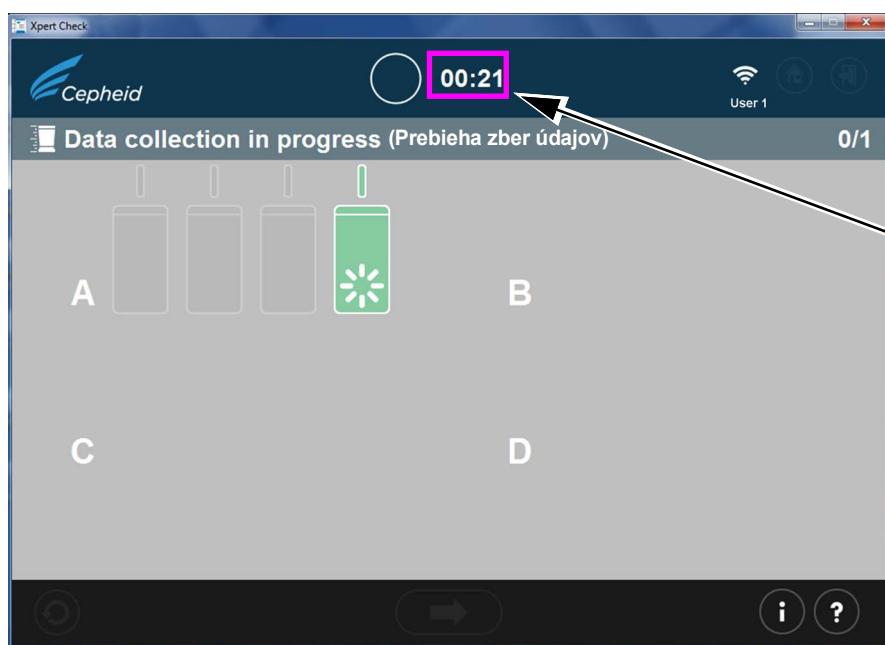 Xpert Check
Cepheid
00:21
User 1
Data collection in progress (Prebieha zber údajov)
0/1
A
B
C
D
i
?